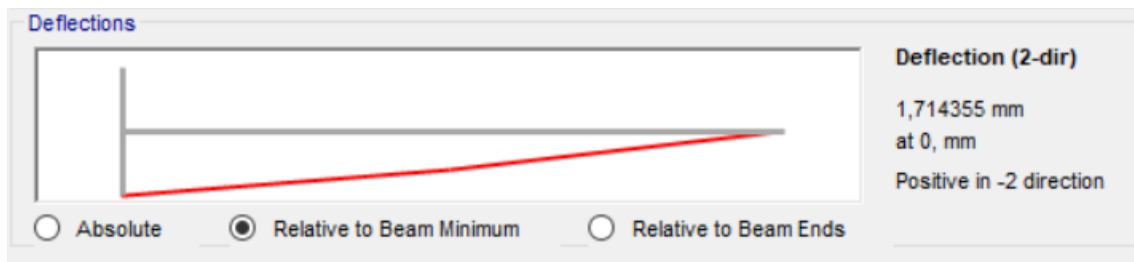 Deflections
Deflection (2-dir)
1,714355 mm
at 0, mm
Positive in -2 direction
Absolute
Relative to Beam Minimum
Relative to Beam Ends